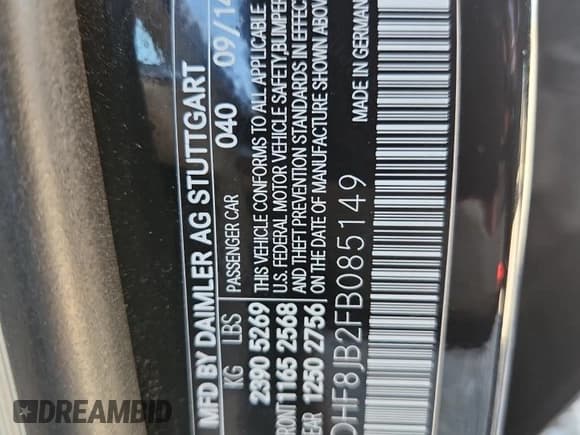 MFD BY DAIMLER AG STUTTGART
040 09/14
KG LBS PASSENGER CAR
2390 5269
1165 2568
1250 2756
THIS VEHICLE CONFORMS TO ALL APPLICABLE
U.S. FEDERAL MOTOR VEHICLE SAFETY,BUMPER
AND THEFT PREVENTION STANDARDS IN EFFECT
ON THE DATE OF MANUFACTURE SHOWN ABOVE
DHF8JB2FB085149
MADE IN GERMANY
DREAMBID